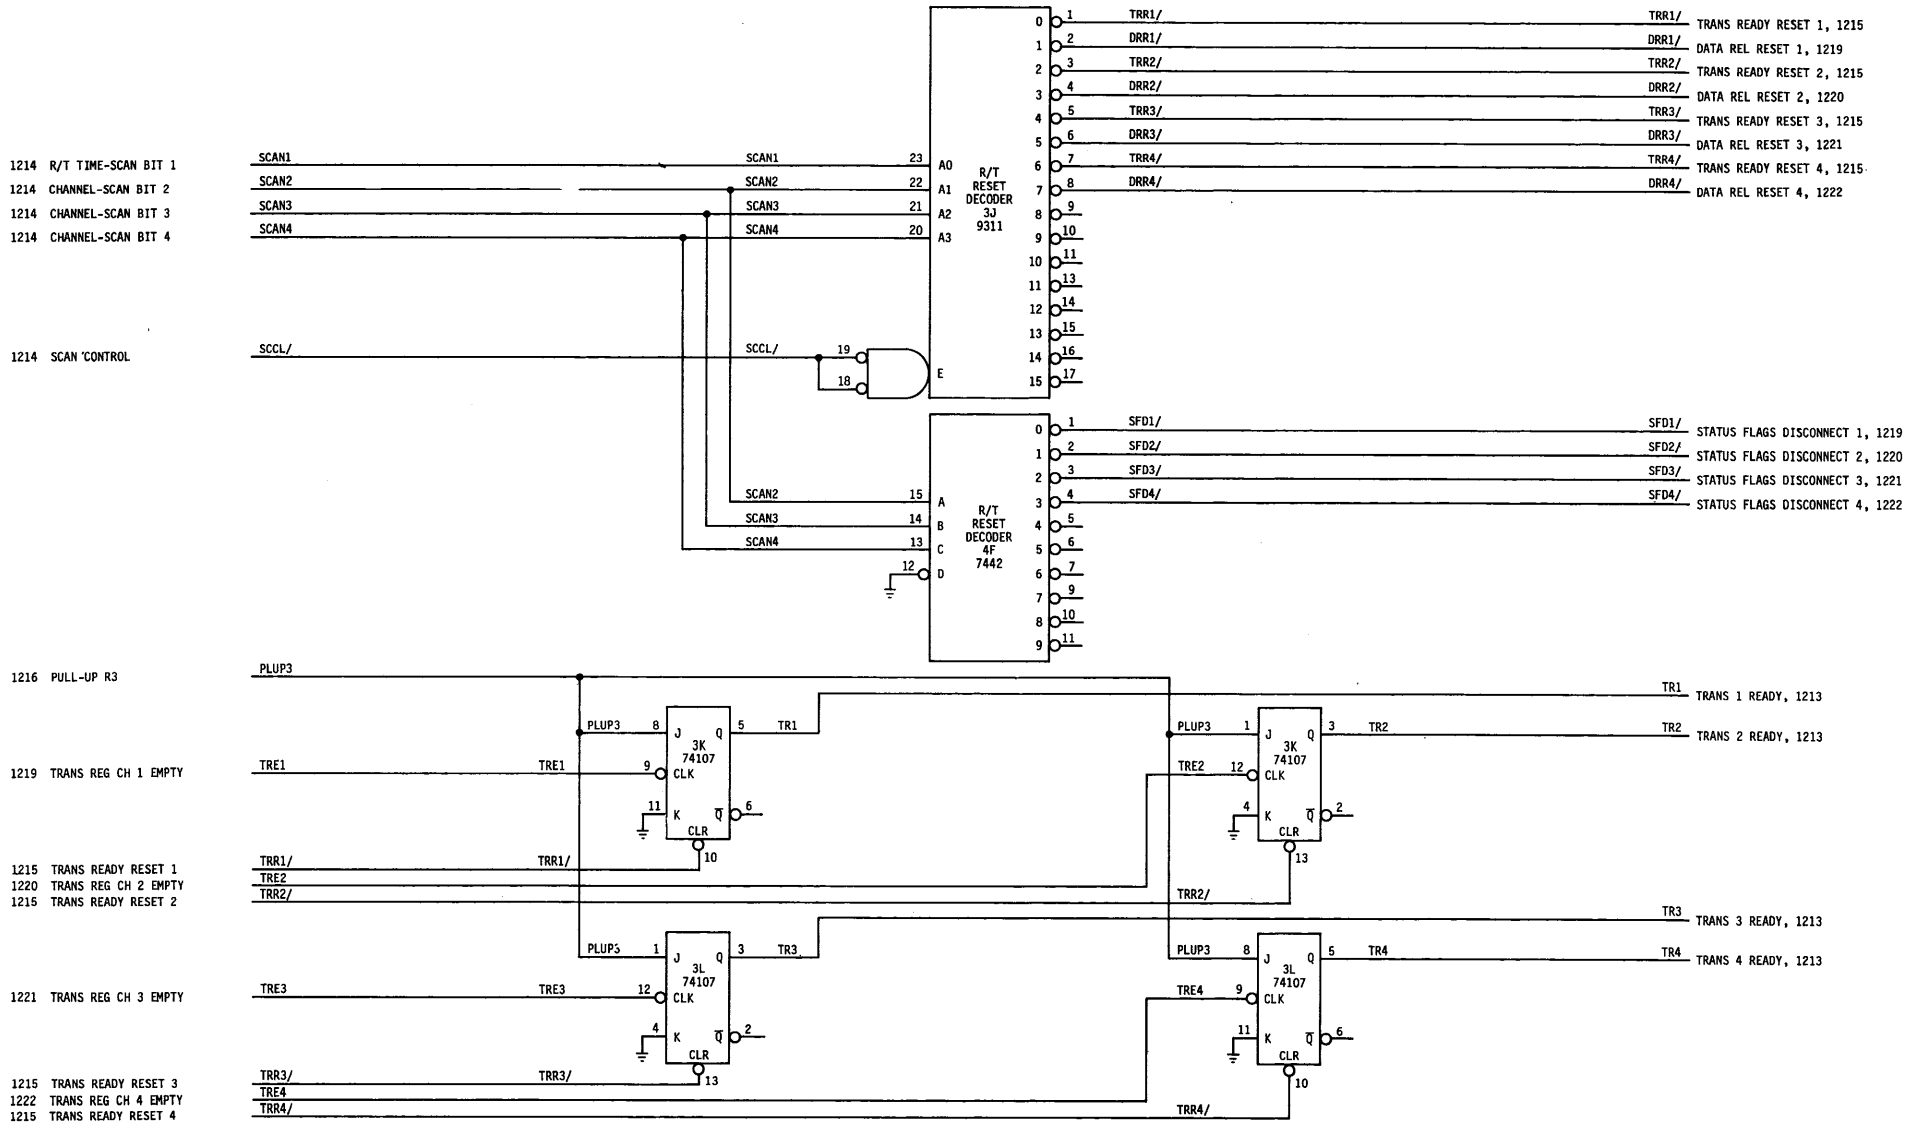 0 1 TRR1/ TRR1/ TRANS READY RESET 1, 1215
1 2 DRR1/ DRR1/ DATA REL RESET 1, 1219
2 3 TRR2/ TRR2/ TRANS READY RESET 2, 1215
3 4 DRR2/ DRR2/ DATA REL RESET 2, 1220
4 5 TRR3/ TRR3/ TRANS READY RESET 3, 1215
5 6 DRR3/ DRR3/ DATA REL RESET 3, 1221
1214 R/T TIME-SCAN BIT 1 SCAN1 SCAN1 23 A0 6 7 TRR4/ TRR4/ TRANS READY RESET 4, 1215
1214 CHANNEL-SCAN BIT 2 SCAN2 SCAN2 22 A1 7 8 DRR4/ DRR4/ DATA REL RESET 4, 1222
1214 CHANNEL-SCAN BIT 3 SCAN3 SCAN3 21 A2 8 9
1214 CHANNEL-SCAN BIT 4 SCAN4 SCAN4 20 A3 9 10
R/T
RESET
DECODER
3J
9311
10 11
11 13
12 14
13 15
1214 SCAN CONTROL SCCL/ SCCL/ 19 14 16
18 E 15 17
0 1 SFD1/ SFD1/ STATUS FLAGS DISCONNECT 1, 1219
1 2 SFD2/ SFD2/ STATUS FLAGS DISCONNECT 2, 1220
2 3 SFD3/ SFD3/ STATUS FLAGS DISCONNECT 3, 1221
SCAN2 15 A 3 4 SFD4/ SFD4/ STATUS FLAGS DISCONNECT 4, 1222
SCAN3 14 B 4 5
SCAN4 13 C 5 6
12 D 6 7
R/T
RESET
DECODER
4F
7442
7 9
8 10
9 11
1216 PULL-UP R3 PLUP3
TR1 TRANS 1 READY, 1213
PLUP3 8 J Q 5 TR1
3K
74107
PLUP3 1 J Q 3 TR2 TR2 TRANS 2 READY, 1213
3K
74107
1219 TRANS REG CH 1 EMPTY TRE1 TRE1 9 CLK
TRE2 12 CLK
11 K Q̅ 6
CLR
10
4 K Q̅ 2
CLR
13
1215 TRANS READY RESET 1 TRR1/ TRR1/
1220 TRANS REG CH 2 EMPTY TRE2
1215 TRANS READY RESET 2 TRR2/ TRR2/
TR3 TRANS 3 READY, 1213
PLUP3 1 J Q 3 TR3
3L
74107
PLUP3 8 J Q 5 TR4 TR4 TRANS 4 READY, 1213
3L
74107
1221 TRANS REG CH 3 EMPTY TRE3 TRE3 12 CLK
TRE4 9 CLK
4 K Q̅ 2
CLR
13
11 K Q̅ 6
CLR
10
1215 TRANS READY RESET 3 TRR3/ TRR3/
1222 TRANS REG CH 4 EMPTY TRE4
1215 TRANS READY RESET 4 TRR4/ TRR4/